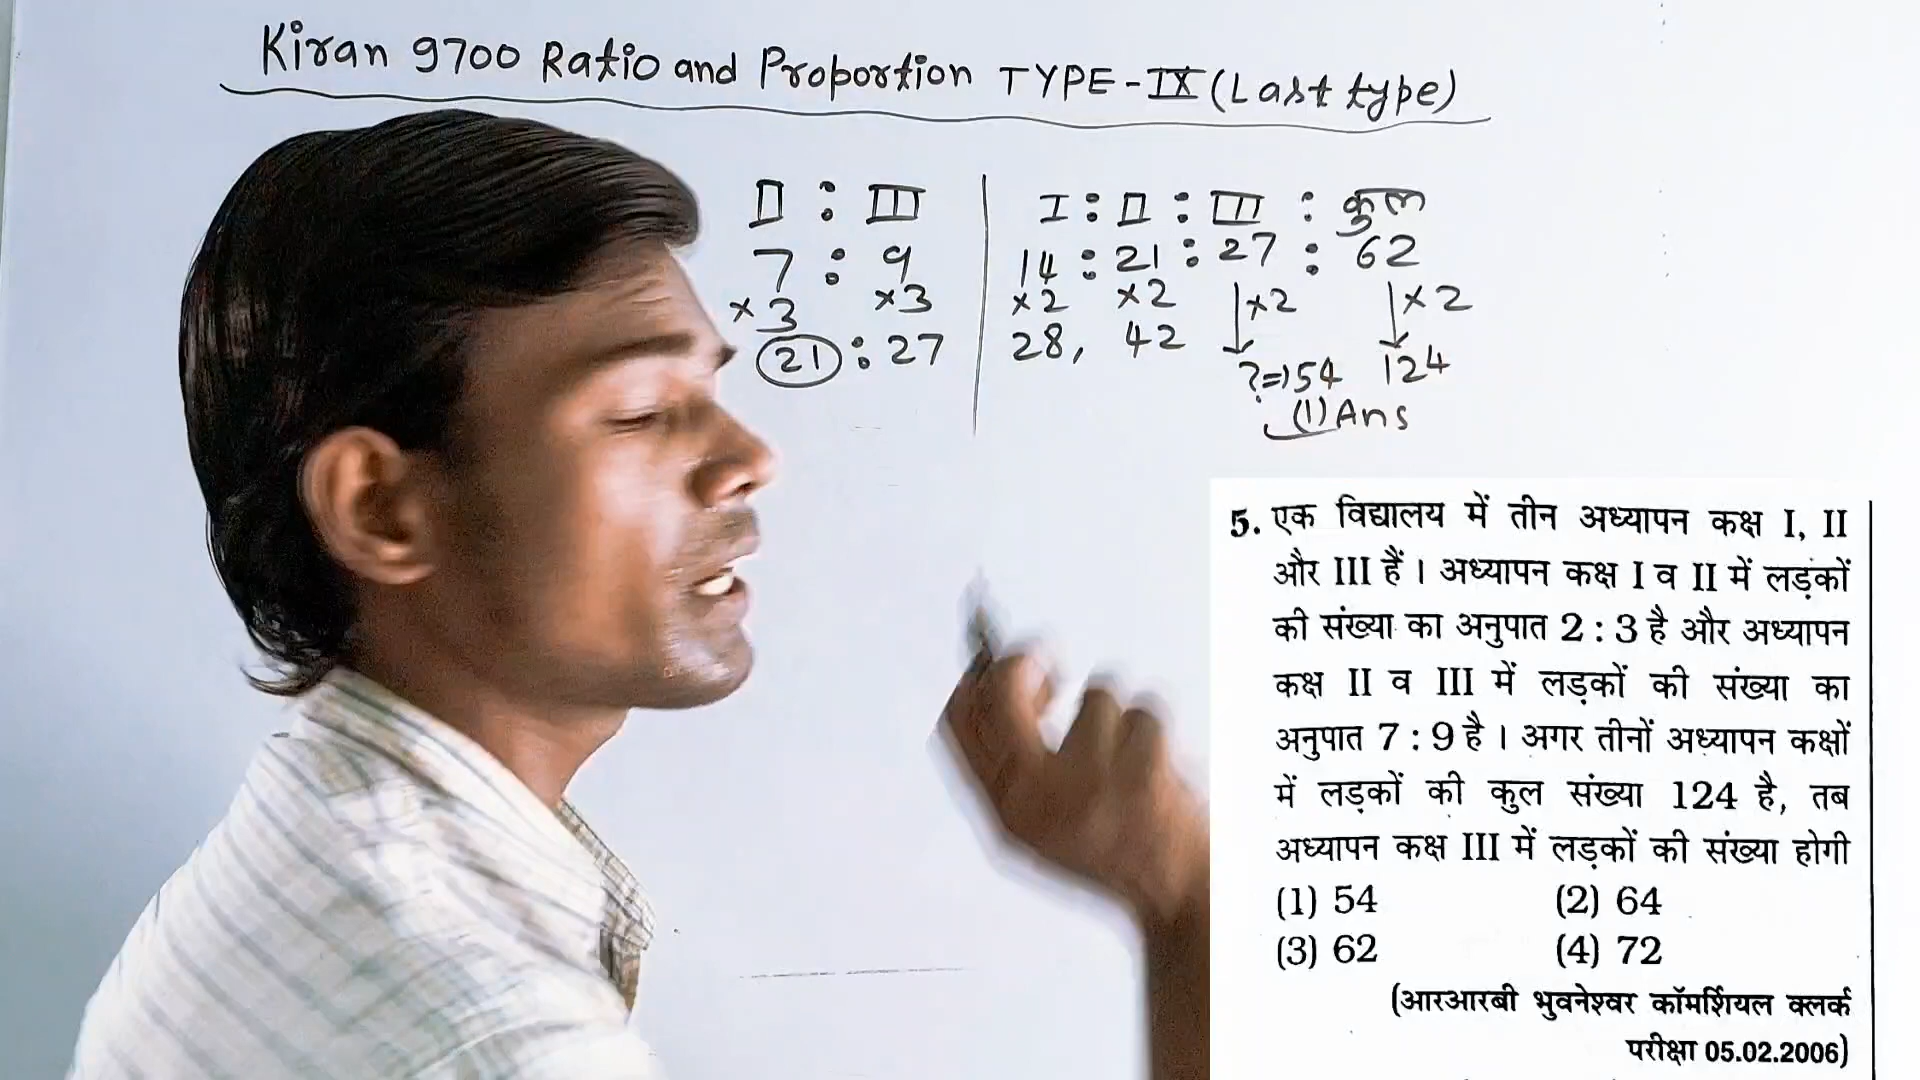 Kiran 9700 Ratio and Proportion TYPE-IX (Last type)
II : III
7 : 9
×3 ×3
21 : 27
I : II : III : कुल
14 : 21 : 27 : 62
×2 ×2 ×2 ×2
28, 42
?⇒54 124
(1) Ans
5. एक विद्यालय में तीन अध्यापन कक्ष I, II
और III हैं । अध्यापन कक्ष I व II में लड़कों
की संख्या का अनुपात 2 : 3 है और अध्यापन
कक्ष II व III में लड़कों की संख्या का
अनुपात 7 : 9 है । अगर तीनों अध्यापन कक्षों
में लड़कों की कुल संख्या 124 है, तब
अध्यापन कक्ष III में लड़कों की संख्या होगी
(1) 54 (2) 64
(3) 62 (4) 72
(आरआरबी भुवनेश्वर कॉमर्शियल क्लर्क
परीक्षा 05.02.2006)